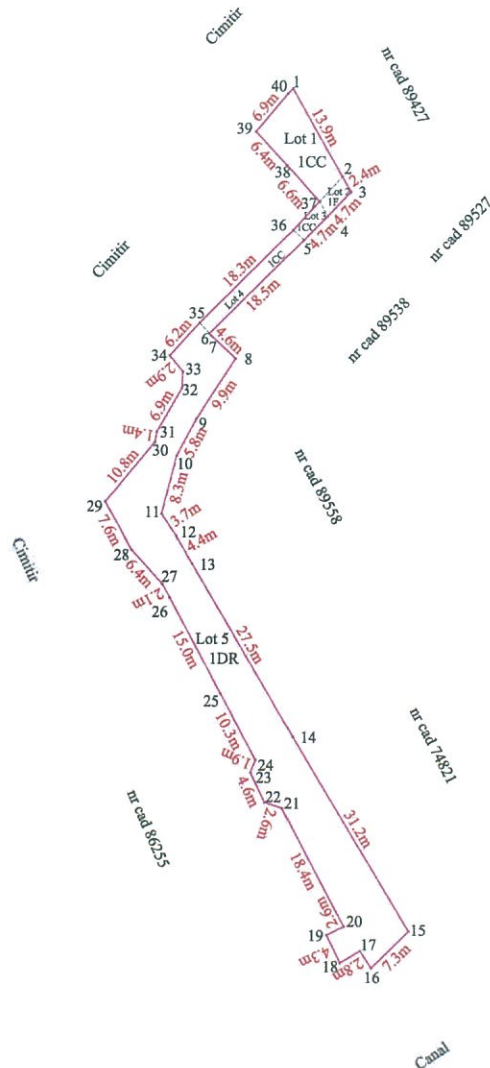 Cimitir
nr cad 89427
40
1
6.9m
13.9m
39
Lot 1
1CC
6.4m
38
2
2.4m
3
6.6m
37
Lot 2
4.7m
36
Lot 3
1CC
4.7m
4
5
nr cad 89527
Cimitir
18.3m
1CC
Lot 4
18.5m
nr cad 89538
35
6.2m
6
7
4.6m
34
2.9m
33
8
32
6.9m
9.9m
9
1.4m
31
30
5.8m
10
10.8m
8.3m
nr cad 89558
29
11
3.7m
12
7.6m
4.4m
Cimitir
28
13
6.4m
27
2.1m
26
27.5m
15.0m
Lot 5
1DR
25
10.3m
14
nr cad 74821
24
1.9m
23
4.6m
22
21
2.6m
nr cad 86255
31.2m
18.4m
2.6m
20
19
15
4.3m
17
18
2.8m
16
7.3m
Canal